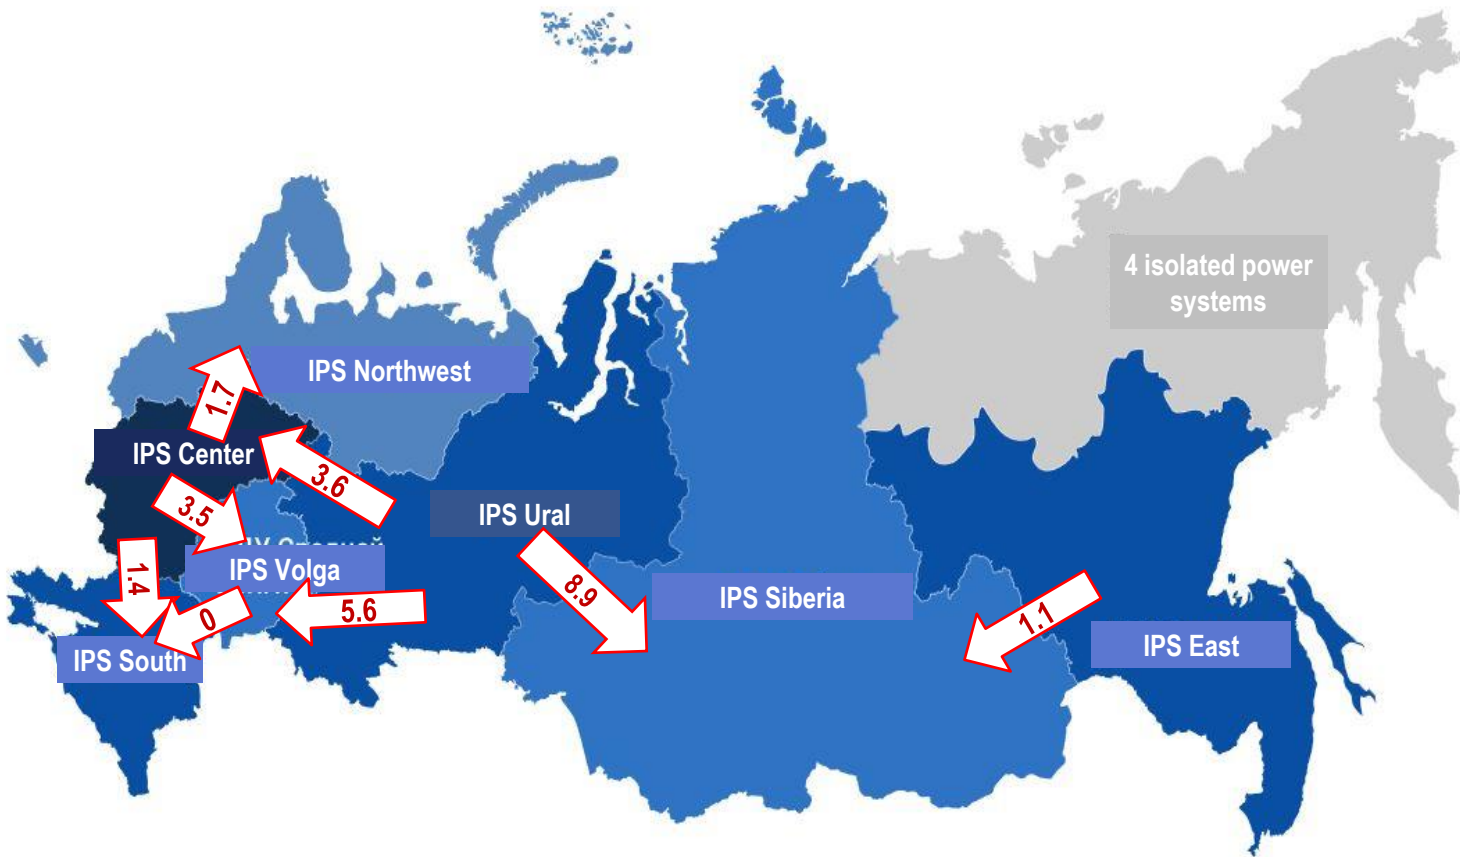 4 isolated power
systems
IPS Northwest
1.7
IPS Center
3.6
3.5
IPS Ural
1.4
IPS Volga
8.9
IPS Siberia
0
5.6
1.1
IPS South
IPS East